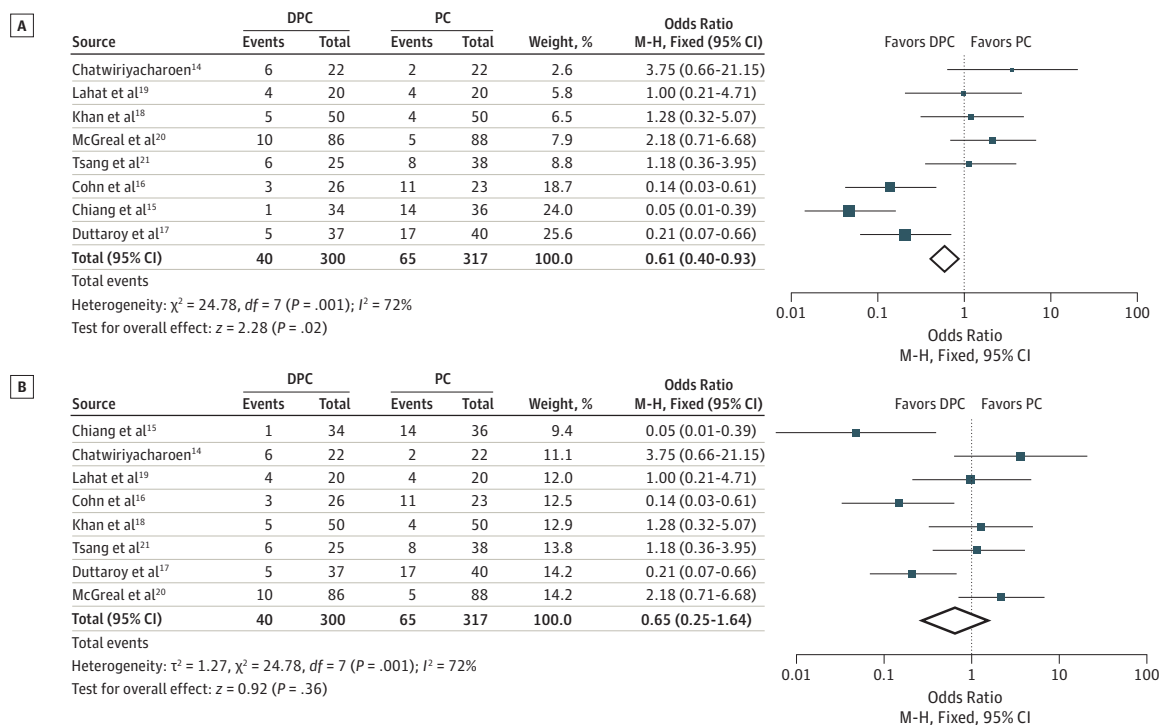 A
DPC PC Odds Ratio
Source Events Total Events Total Weight, % M-H, Fixed (95% CI) Favors DPC Favors PC
Chatwiriyacharoen14 6 22 2 22 2.6 3.75 (0.66-21.15)
Lahat et al19 4 20 4 20 5.8 1.00 (0.21-4.71)
Khan et al18 5 50 4 50 6.5 1.28 (0.32-5.07)
McGreal et al20 10 86 5 88 7.9 2.18 (0.71-6.68)
Tsang et al21 6 25 8 38 8.8 1.18 (0.36-3.95)
Cohn et al16 3 26 11 23 18.7 0.14 (0.03-0.61)
Chiang et al15 1 34 14 36 24.0 0.05 (0.01-0.39)
Duttaroy et al17 5 37 17 40 25.6 0.21 (0.07-0.66)
Total (95% CI) 40 300 65 317 100.0 0.61 (0.40-0.93)
Total events
Heterogeneity: χ2 = 24.78, df = 7 (P = .001); I2 = 72%
Test for overall effect: z = 2.28 (P = .02)
0.01 0.1 1 10 100
Odds Ratio
M-H, Fixed, 95% CI
B
DPC PC Odds Ratio
Source Events Total Events Total Weight, % M-H, Fixed (95% CI) Favors DPC Favors PC
Chiang et al15 1 34 14 36 9.4 0.05 (0.01-0.39)
Chatwiriyacharoen14 6 22 2 22 11.1 3.75 (0.66-21.15)
Lahat et al19 4 20 4 20 12.0 1.00 (0.21-4.71)
Cohn et al16 3 26 11 23 12.5 0.14 (0.03-0.61)
Khan et al18 5 50 4 50 12.9 1.28 (0.32-5.07)
Tsang et al21 6 25 8 38 13.8 1.18 (0.36-3.95)
Duttaroy et al17 5 37 17 40 14.2 0.21 (0.07-0.66)
McGreal et al20 10 86 5 88 14.2 2.18 (0.71-6.68)
Total (95% CI) 40 300 65 317 100.0 0.65 (0.25-1.64)
Total events
Heterogeneity: τ2 = 1.27, χ2 = 24.78, df = 7 (P = .001); I2 = 72%
Test for overall effect: z = 0.92 (P = .36)
0.01 0.1 1 10 100
Odds Ratio
M-H, Fixed, 95% CI